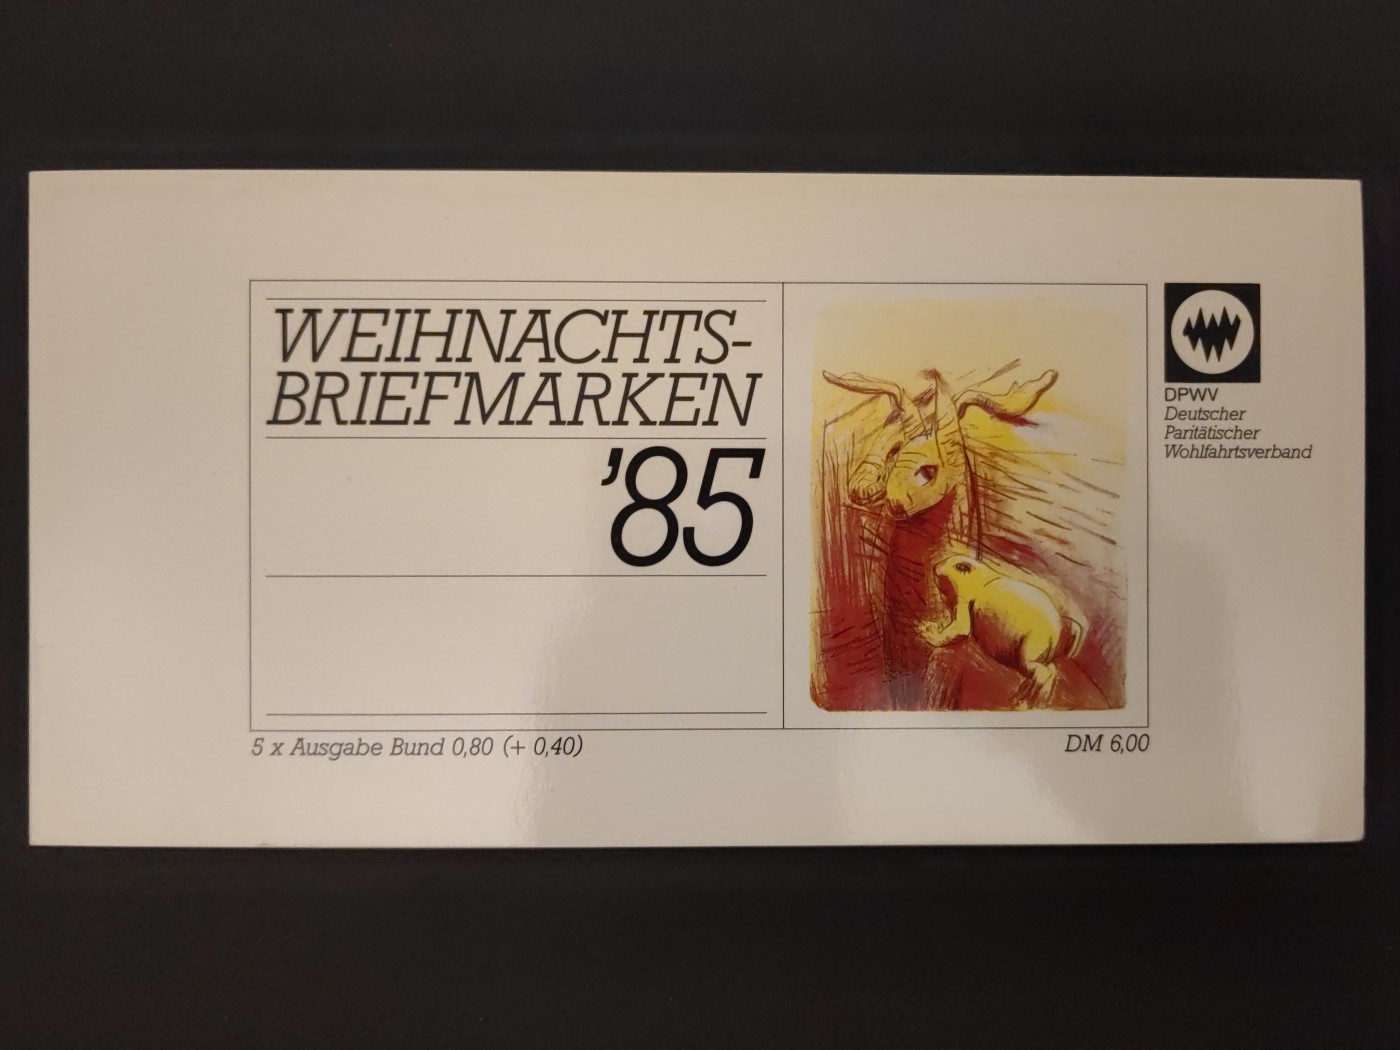 WEIHNACHTS-
BRIEFMARKEN
'85
DPWV
Deutscher
Paritätischer
Wohlfahrtsverband
5 x Ausgabe Bund 0,80 (+ 0,40)
DM 6,00